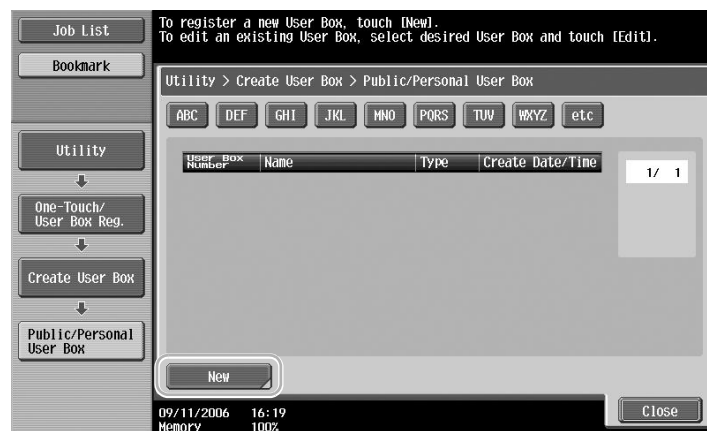 Job List
Bookmark
To register a new User Box, touch [New].
To edit an existing User Box, select desired User Box and touch [Edit].
Utility > Create User Box > Public/Personal User Box
ABC DEF GHI JKL MNO PQRS TUV WXYZ etc
User Box Number Name Type Create Date/Time
1/ 1
Utility
One-Touch/
User Box Reg.
Create User Box
Public/Personal
User Box
New
Close
09/11/2006 16:19
Memory 100%